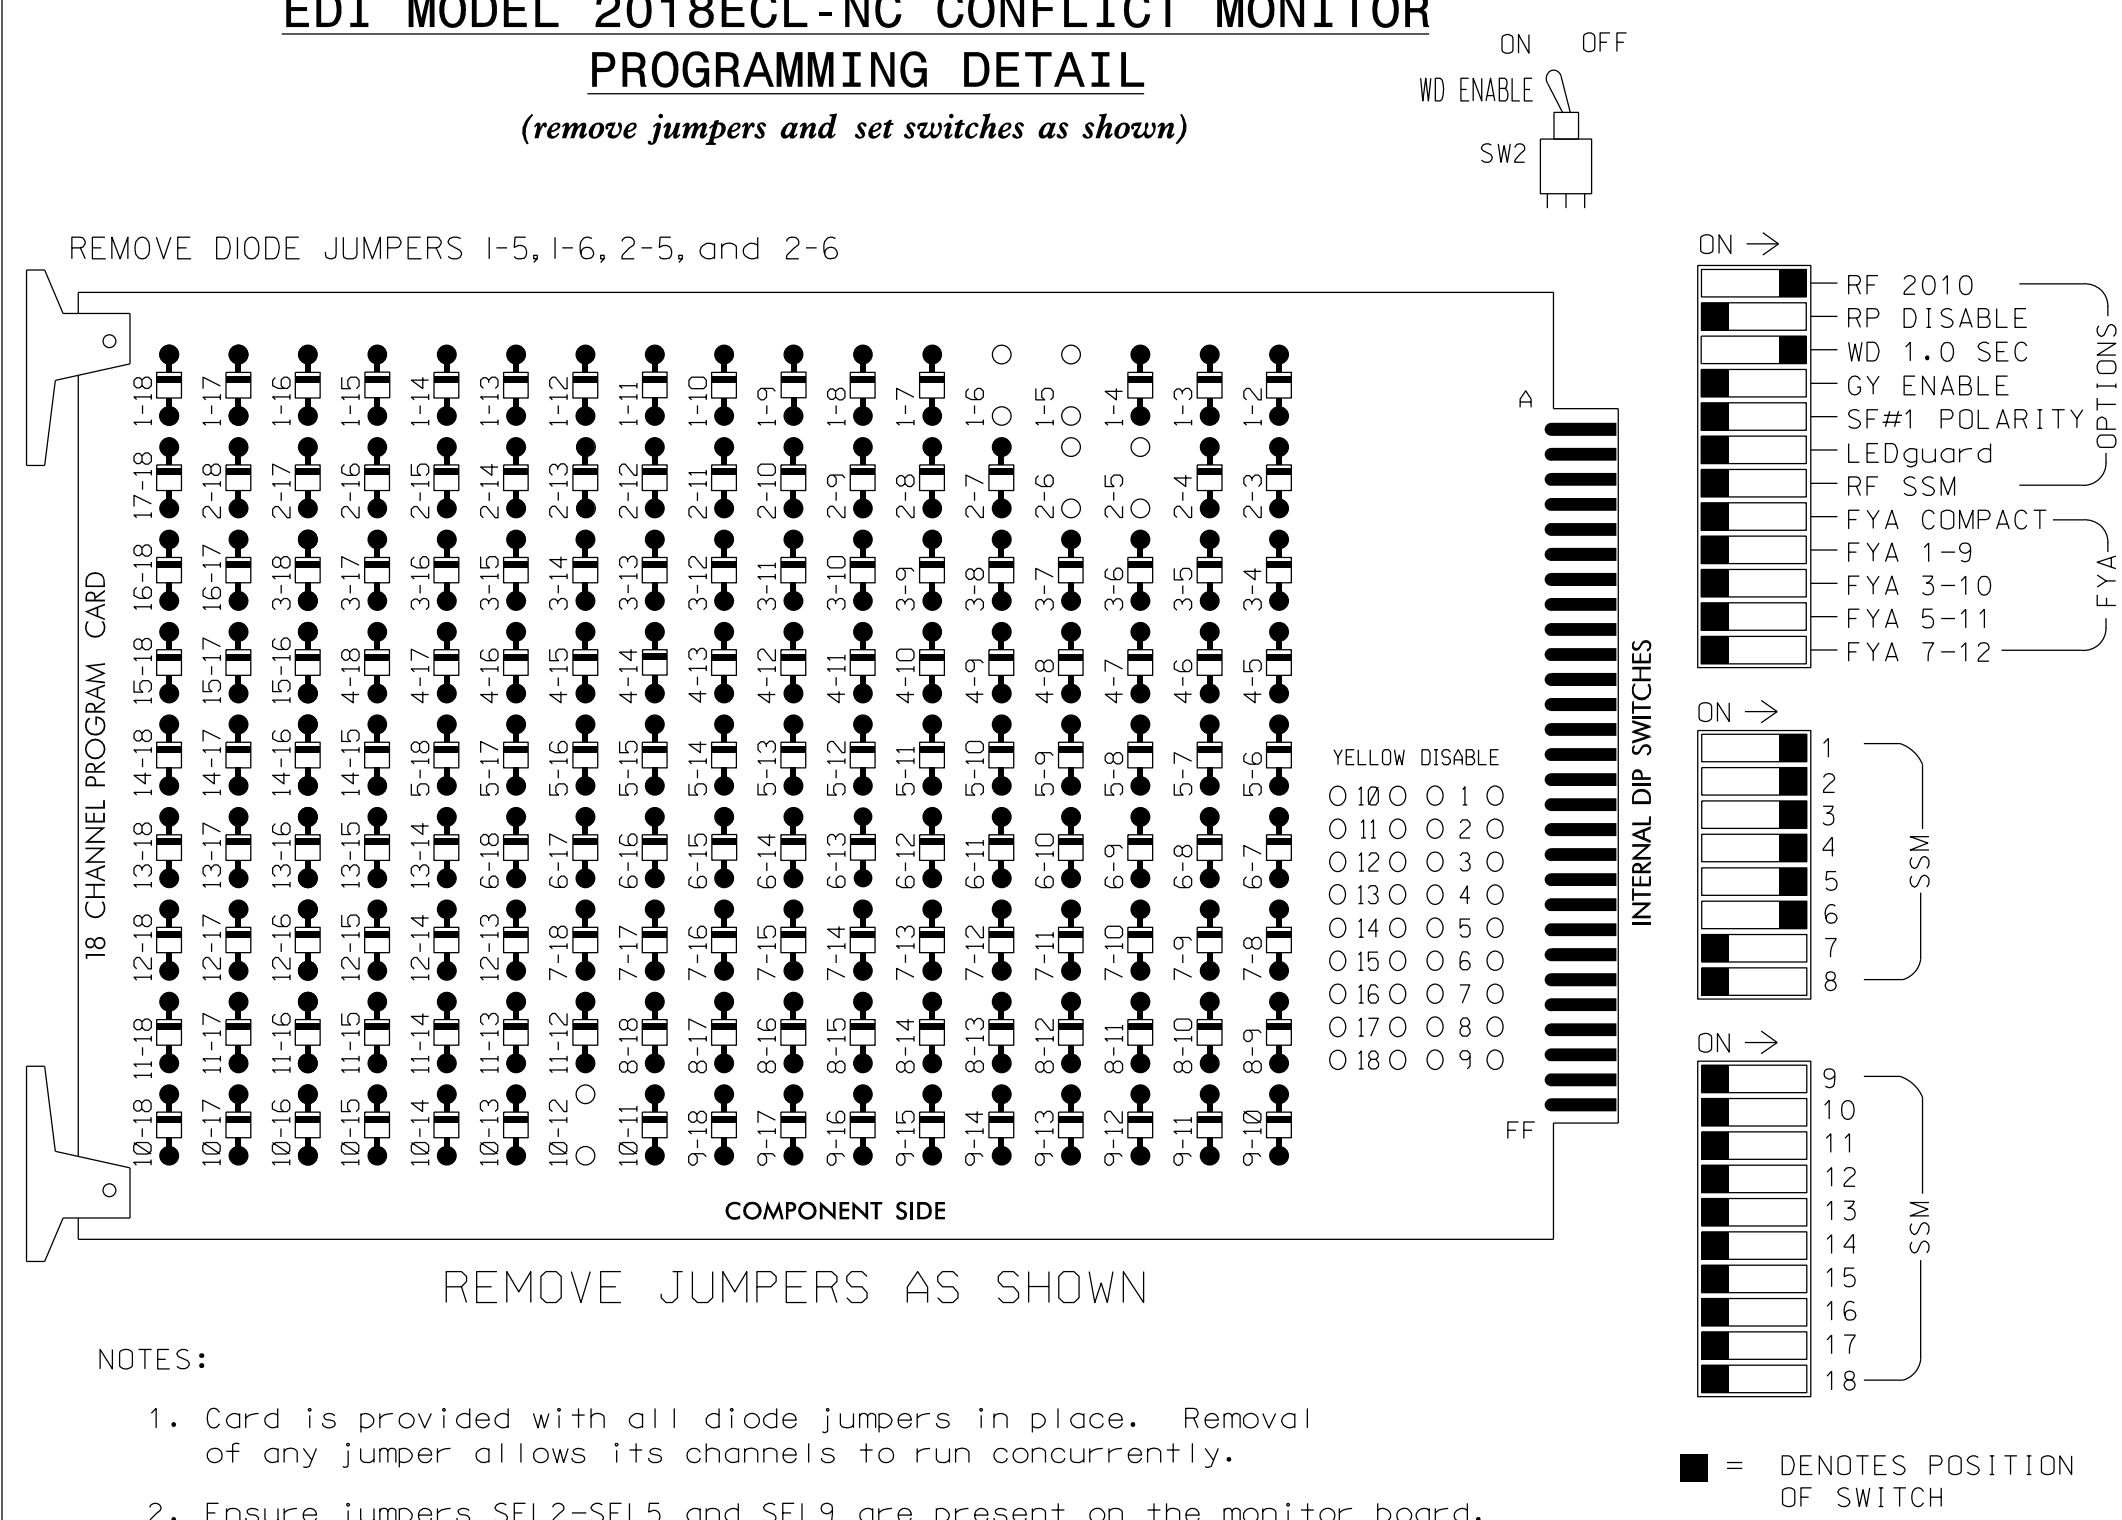 EDI MODEL 2018ECL-NC CONFLICT MONITOR
PROGRAMMING DETAIL
(remove jumpers and set switches as shown)
ON OFF
WD ENABLE
SW2
REMOVE DIODE JUMPERS 1-5, 1-6, 2-5, and 2-6
18 CHANNEL PROGRAM CARD
1-18 1-17 1-16 1-15 1-14 1-13 1-12 1-11 1-10 1-9 1-8 1-7 1-6 1-5 1-4 1-3 1-2
17-18 2-18 2-17 2-16 2-15 2-14 2-13 2-12 2-11 2-10 2-9 2-8 2-7 2-6 2-5 2-4 2-3
16-18 16-17 3-18 3-17 3-16 3-15 3-14 3-13 3-12 3-11 3-10 3-9 3-8 3-7 3-6 3-5 3-4
15-18 15-17 15-16 4-18 4-17 4-16 4-15 4-14 4-13 4-12 4-11 4-10 4-9 4-8 4-7 4-6 4-5
14-18 14-17 14-16 14-15 5-18 5-17 5-16 5-15 5-14 5-13 5-12 5-11 5-10 5-9 5-8 5-7 5-6
13-18 13-17 13-16 13-15 13-14 6-18 6-17 6-16 6-15 6-14 6-13 6-12 6-11 6-10 6-9 6-8 6-7
12-18 12-17 12-16 12-15 12-14 12-13 7-18 7-17 7-16 7-15 7-14 7-13 7-12 7-11 7-10 7-9 7-8
11-18 11-17 11-16 11-15 11-14 11-13 11-12 8-18 8-17 8-16 8-15 8-14 8-13 8-12 8-11 8-10 8-9
10-18 10-17 10-16 10-15 10-14 10-13 10-12 10-11 9-18 9-17 9-16 9-15 9-14 9-13 9-12 9-11 9-10
YELLOW DISABLE
10 1
11 2
12 3
13 4
14 5
15 6
16 7
17 8
18 9
A
FF
COMPONENT SIDE
INTERNAL DIP SWITCHES
ON →
RF 2010
RP DISABLE
WD 1.0 SEC
GY ENABLE
SF#1 POLARITY
LEDguard
RF SSM
OPTIONS
FYA COMPACT
FYA 1-9
FYA 3-10
FYA 5-11
FYA 7-12
FYA
ON →
1
2
3
4
5
6
7
8
SSM
ON →
9
10
11
12
13
14
15
16
17
18
SSM
REMOVE JUMPERS AS SHOWN
NOTES:
1. Card is provided with all diode jumpers in place. Removal
of any jumper allows its channels to run concurrently.
2. Ensure jumpers SEL2-SEL5 and SEL9 are present on the monitor board.
= DENOTES POSITION
OF SWITCH